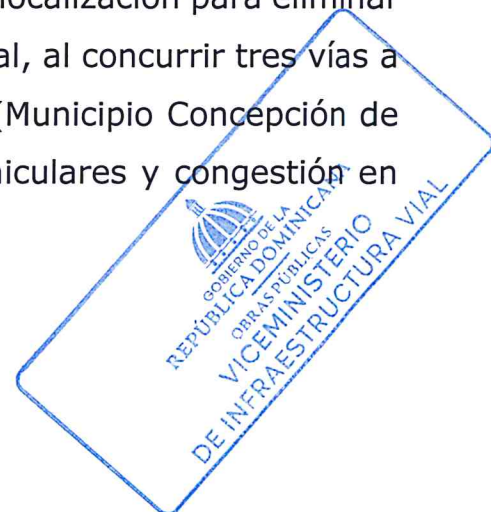 localización para eliminar
al, al concurrir tres vías a
(Municipio Concepción de
niculares y congestión en
GOBIERNO DE LA
REPÚBLICA DOMINICANA
OBRAS PÚBLICAS
VICEMINISTERIO
DE INFRAESTRUCTURA VIAL